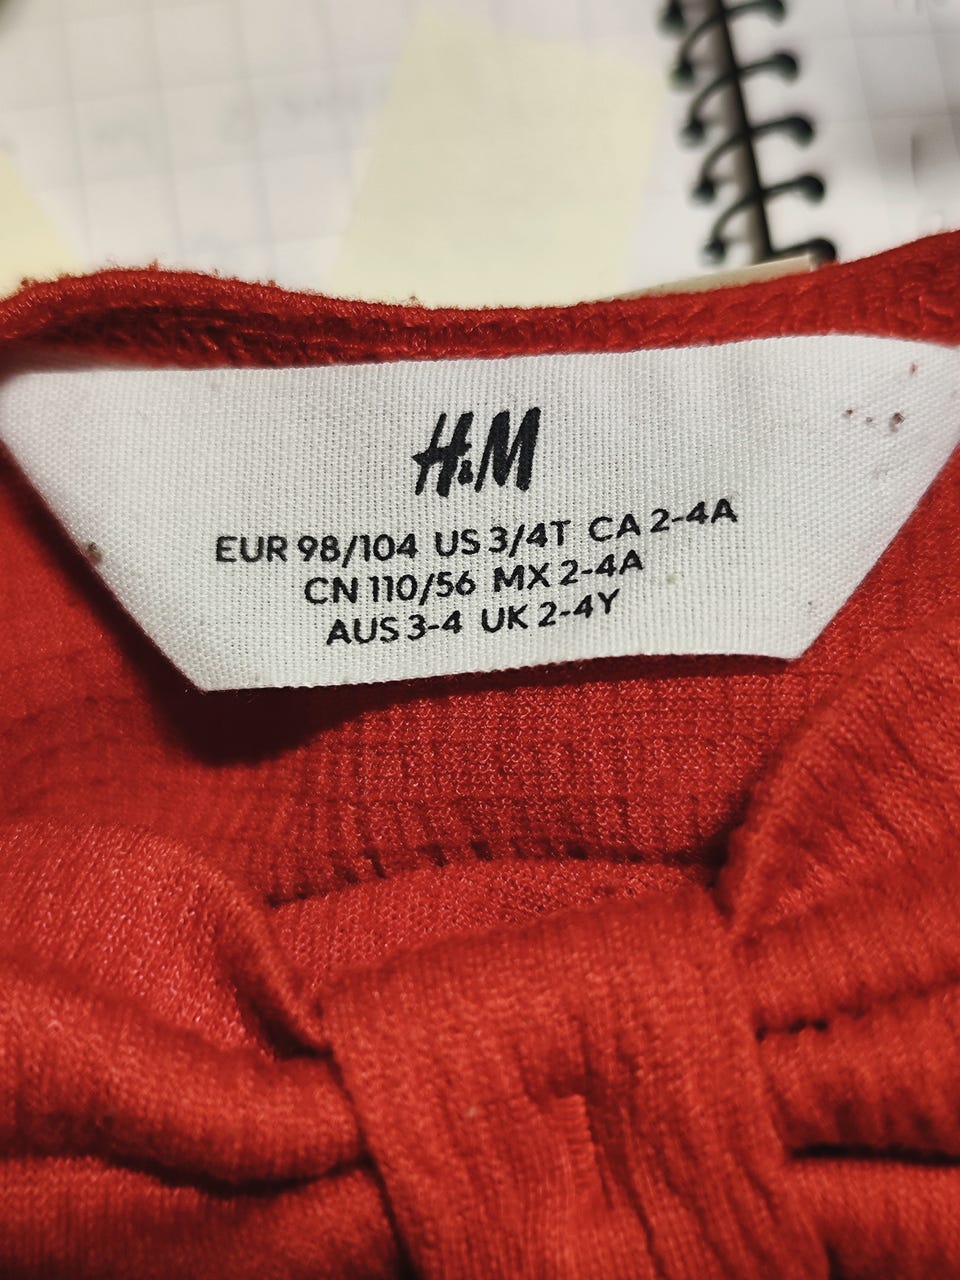 H&M
EUR 98/104 US 3/4T CA 2-4A
CN 110/56 MX 2-4A
AUS 3-4 UK 2-4Y